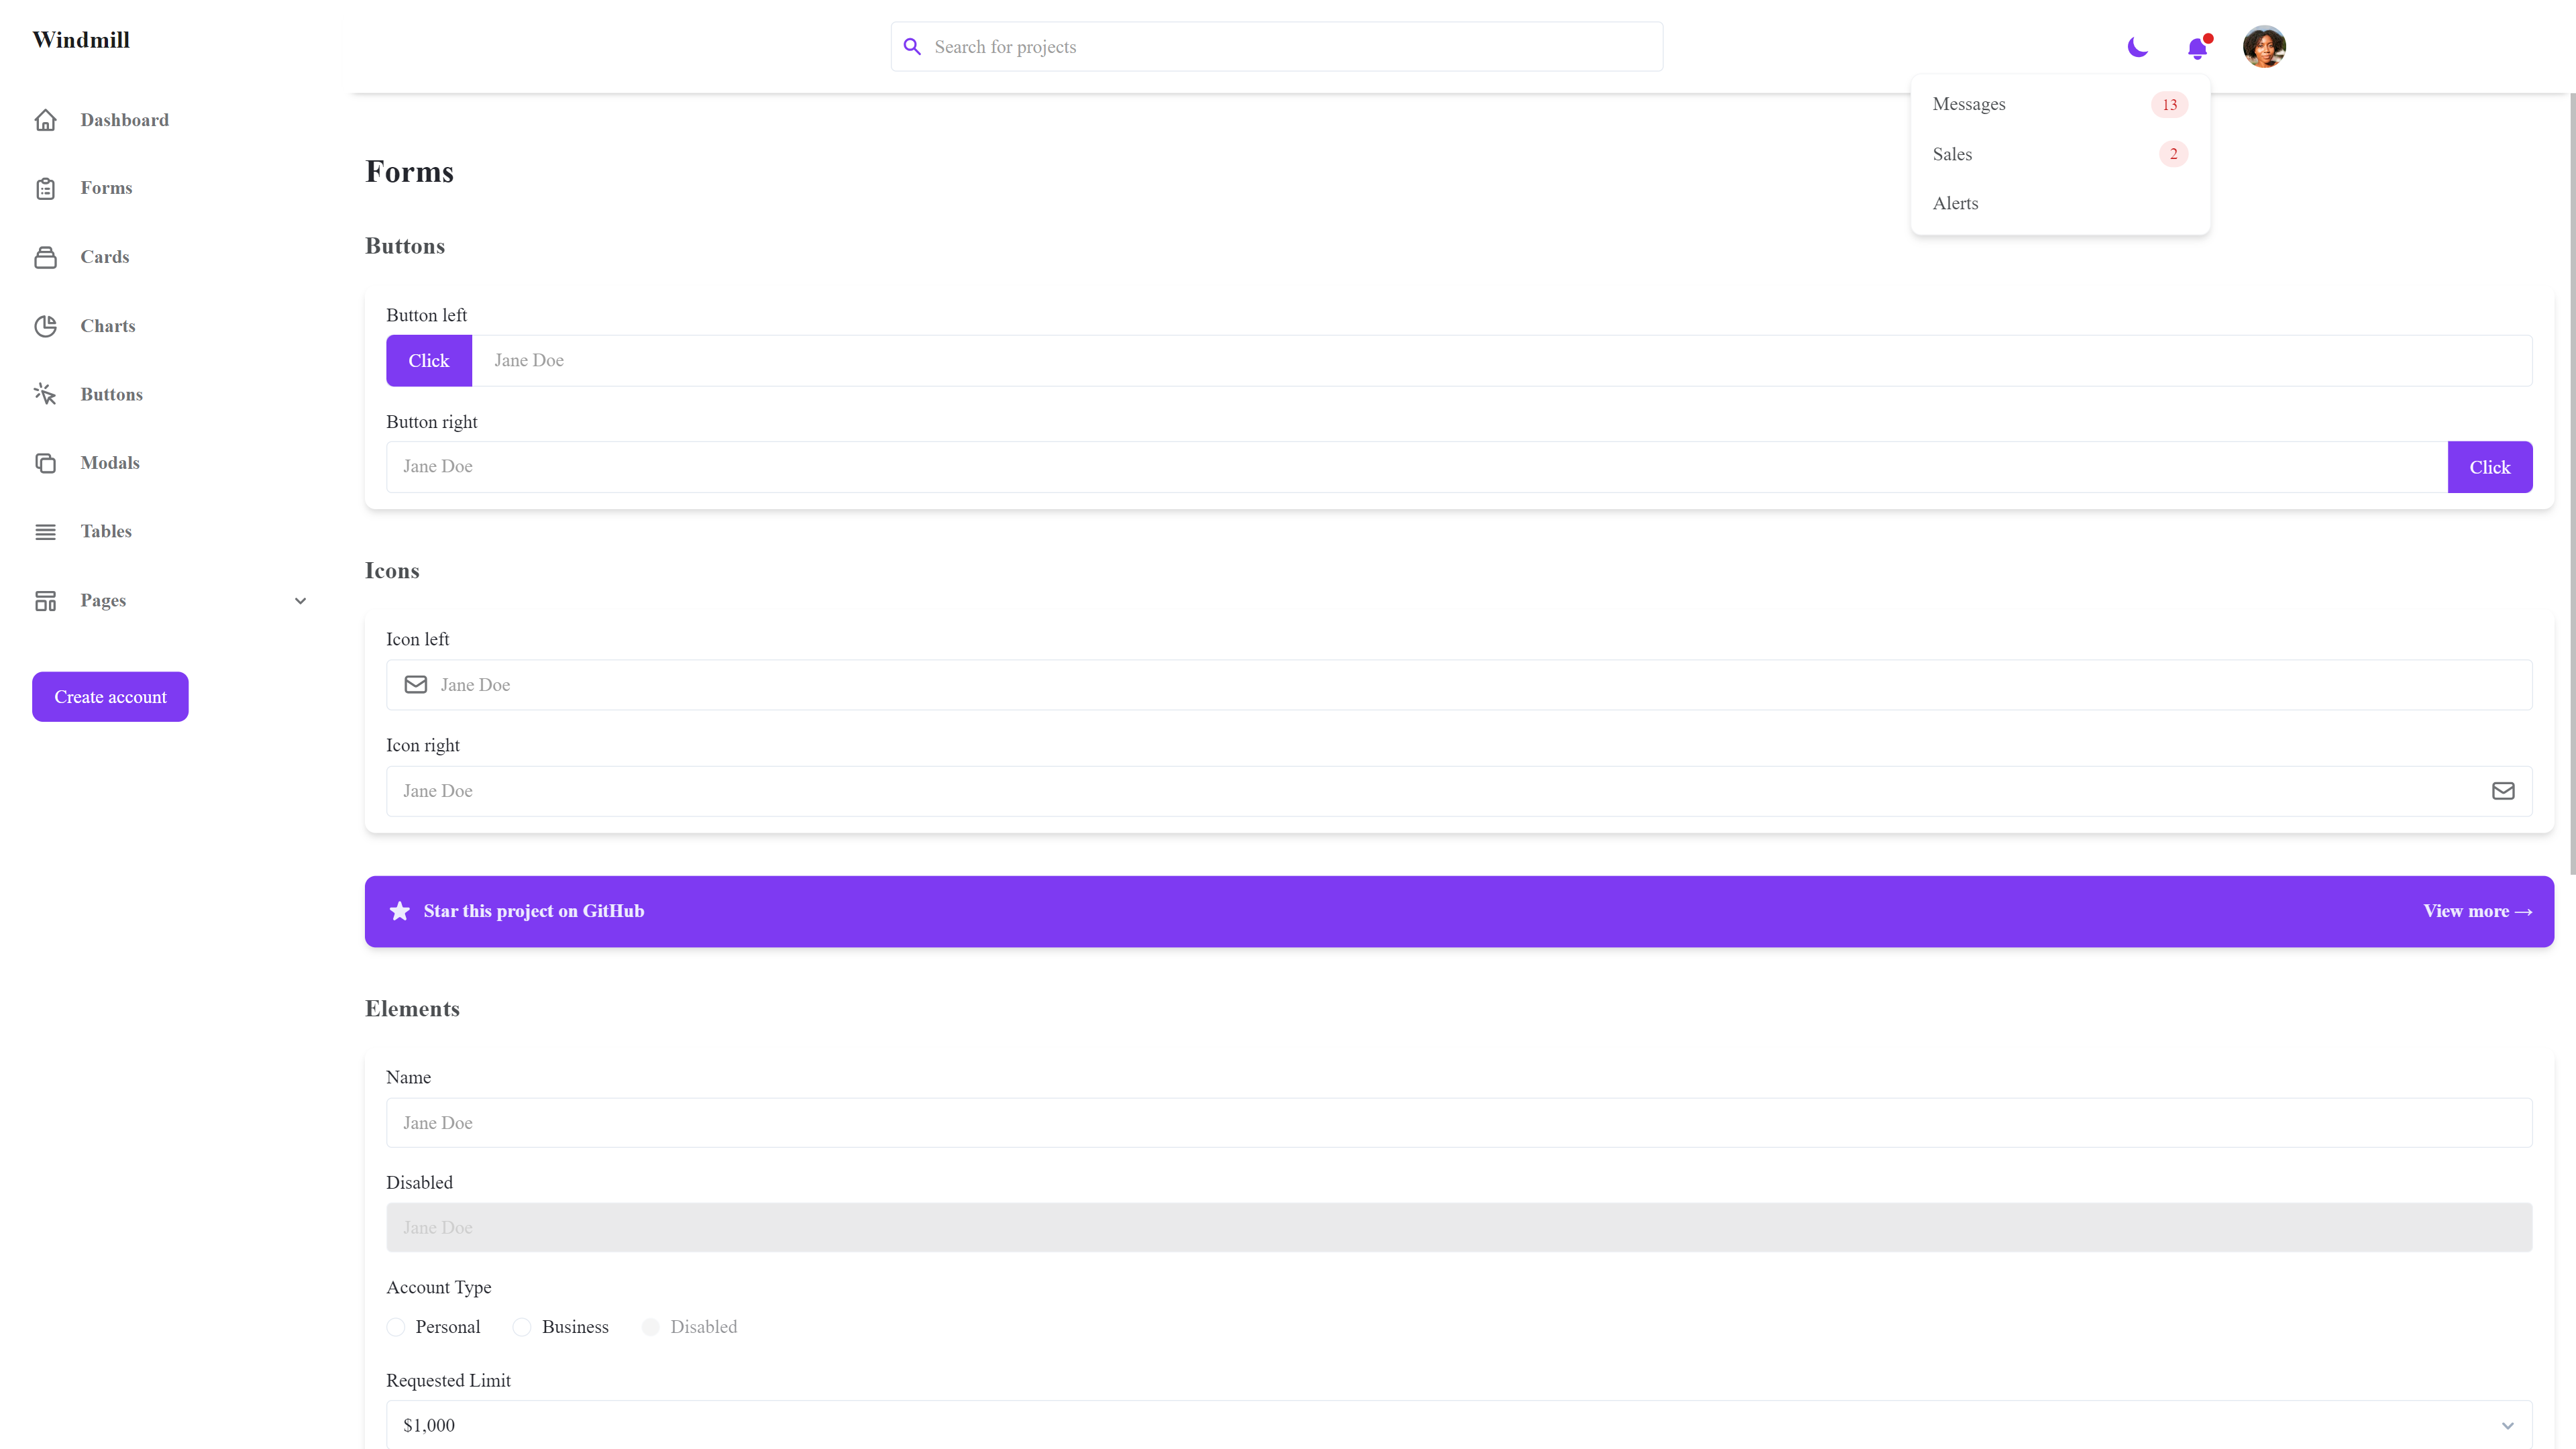 Windmill
Search for projects
Messages 13
Sales 2
Alerts
Dashboard
Forms
Cards
Charts
Buttons
Modals
Tables
Pages
Create account
Forms
Buttons
Button left
Click Jane Doe
Button right
Jane Doe Click
Icons
Icon left
Jane Doe
Icon right
Jane Doe
Star this project on GitHub View more →
Elements
Name
Jane Doe
Disabled
Jane Doe
Account Type
Personal Business Disabled
Requested Limit
$1,000